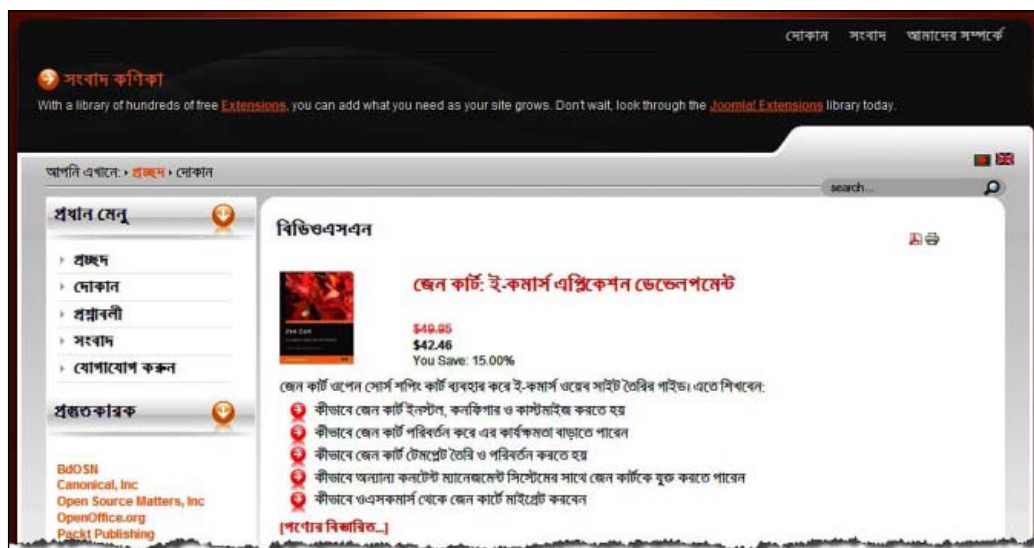 দোকান সংবাদ আমাদের সম্পর্কে
সংবাদ কণিকা
With a library of hundreds of free Extensions, you can add what you need as your site grows. Don't wait, look through the Joomla! Extensions library today.
আপনি এখানে: › প্রচ্ছদ › দোকান
search...
প্রধান মেনু
প্রচ্ছদ
দোকান
প্রশ্নাবলী
সংবাদ
যোগাযোগ করুন
প্রস্তুতকারক
BdOSN
Canonical, Inc
Open Source Matters, Inc
OpenOffice.org
Packt Publishing
বিডিওএসএন
Zen Cart
জেন কার্ট: ই-কমার্স এপ্লিকেশন ডেভেলপমেন্ট
$49.95
$42.46
You Save: 15.00%
জেন কার্ট ওপেন সোর্স শপিং কার্ট ব্যবহার করে ই-কমার্স ওয়েব সাইট তৈরির গাইড। এতে শিখবেন:
কীভাবে জেন কার্ট ইনস্টল, কনফিগার ও কাস্টমাইজ করতে হয়
কীভাবে জেন কার্ট পরিবর্তন করে এর কার্যক্ষমতা বাড়াতে পারেন
কীভাবে জেন কার্ট টেমপ্লেট তৈরি ও পরিবর্তন করতে হয়
কীভাবে অন্যান্য কনটেন্ট ম্যানেজমেন্ট সিস্টেমের সাথে জেন কার্টকে যুক্ত করতে পারেন
কীভাবে ওএসকমার্স থেকে জেন কার্টে মাইগ্রেট করবেন
[পণ্যের বিস্তারিত...]